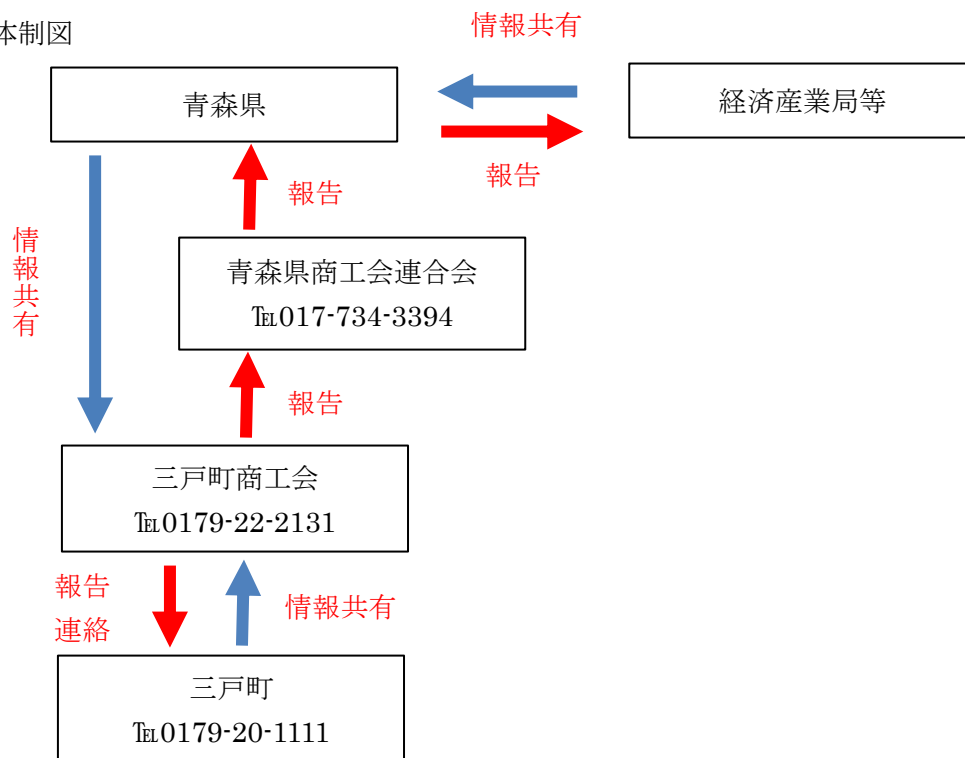 体制図
情報共有
青森県
経済産業局等
報告
報告
情報共有
青森県商工会連合会
℡017-734-3394
報告
三戸町商工会
℡0179-22-2131
報告
連絡
情報共有
三戸町
℡0179-20-1111